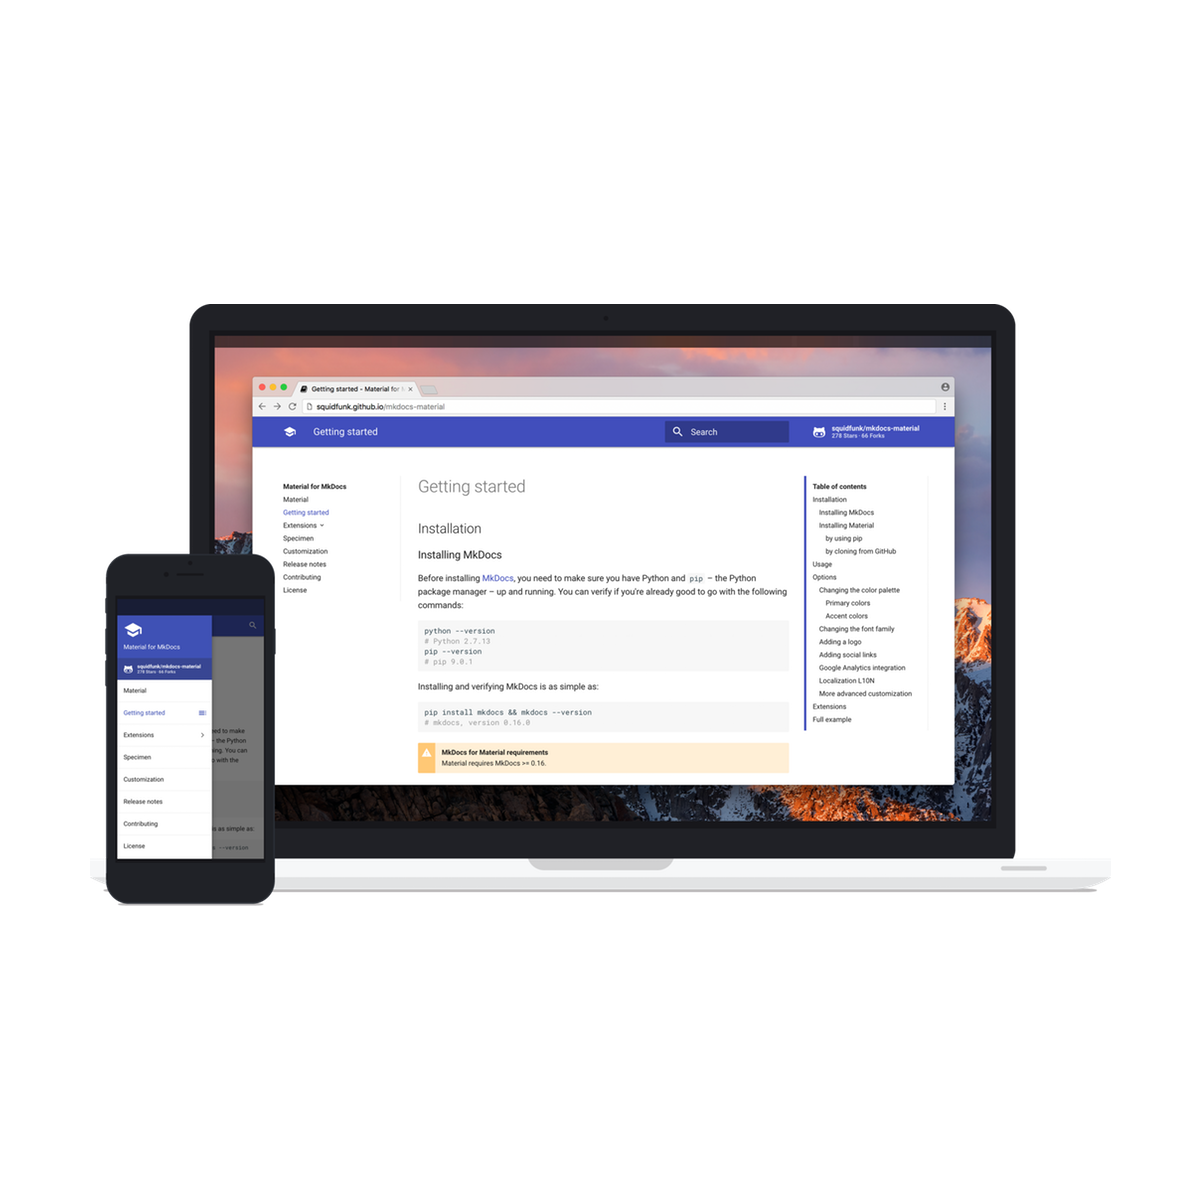 Getting started - Material for
squidfunk.github.io/mkdocs-material
Getting started
Search
squidfunk/mkdocs-material
278 Stars · 66 Forks
Material for MkDocs
Material
Getting started
Extensions
Specimen
Customization
Release notes
Contributing
License
Getting started
Installation
Installing MkDocs
Before installing MkDocs, you need to make sure you have Python and pip – the Python
package manager – up and running. You can verify if you're already good to go with the following
commands:
python --version
# Python 2.7.13
pip --version
# pip 9.0.1
Installing and verifying MkDocs is as simple as:
pip install mkdocs && mkdocs --version
# mkdocs, version 0.16.0
MkDocs for Material requirements
Material requires MkDocs >= 0.16.
Table of contents
Installation
Installing MkDocs
Installing Material
by using pip
by cloning from GitHub
Usage
Options
Changing the color palette
Primary colors
Accent colors
Changing the font family
Adding a logo
Adding social links
Google Analytics integration
Localization L10N
More advanced customization
Extensions
Full example
Material for MkDocs
squidfunk/mkdocs-material
278 Stars · 66 Forks
Material
Getting started
Extensions
Specimen
Customization
Release notes
Contributing
License
ed to make
– the Python
ng. You can
s with the
is as simple as:
--version